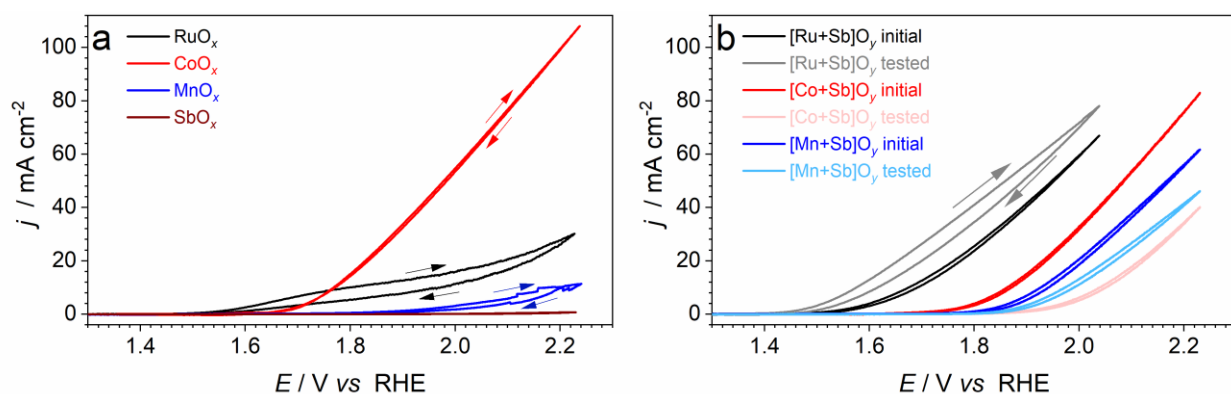 a
RuOx
CoOx
MnOx
SbOx
100
80
60
40
20
0
j / mA cm-2
1.4
1.6
1.8
2.0
2.2
E / V vs RHE
b
[Ru+Sb]Oy initial
[Ru+Sb]Oy tested
[Co+Sb]Oy initial
[Co+Sb]Oy tested
[Mn+Sb]Oy initial
[Mn+Sb]Oy tested
100
80
60
40
20
0
j / mA cm-2
1.4
1.6
1.8
2.0
2.2
E / V vs RHE